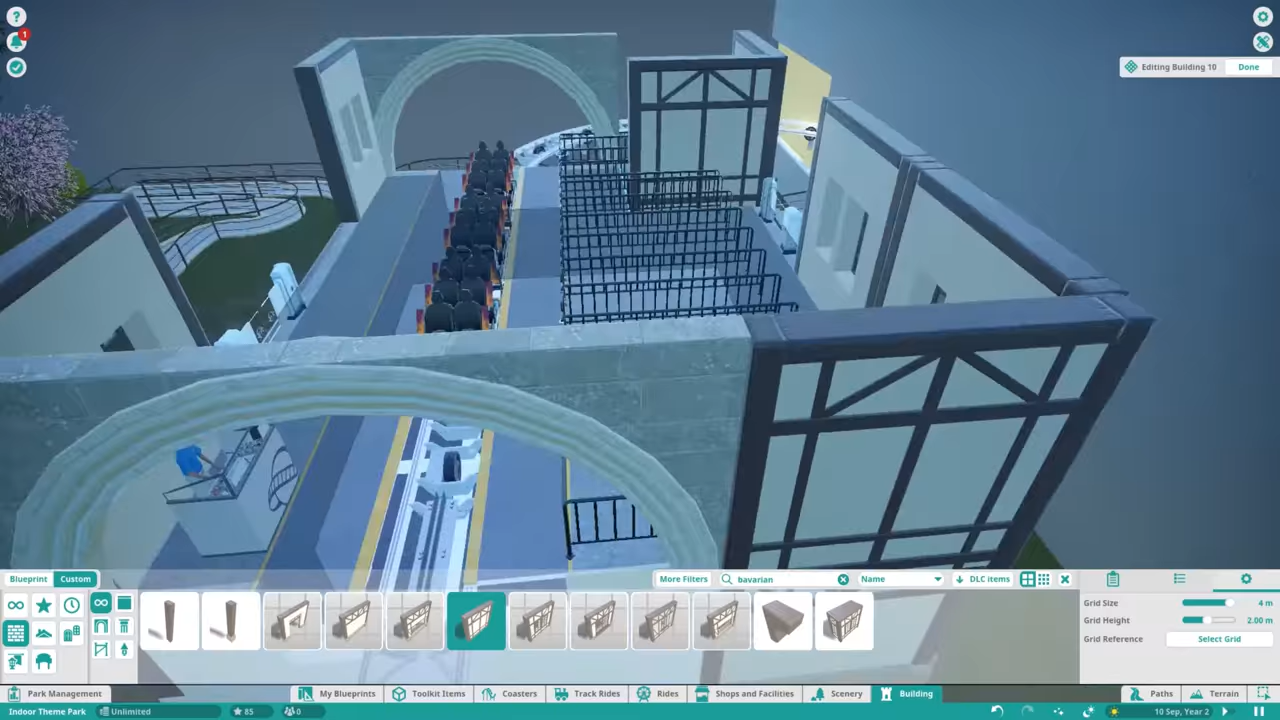 ?
1
Editing Building 10 Done
Blueprint Custom More Filters bavarian Name DLC items
Grid Size 4 m
Grid Height 2.00 m
Grid Reference Select Grid
Park Management My Blueprints Toolkit Items Coasters Track Rides Rides Shops and Facilities Scenery Building Paths Terrain
Indoor Theme Park Unlimited 85 0 10 Sep, Year 2